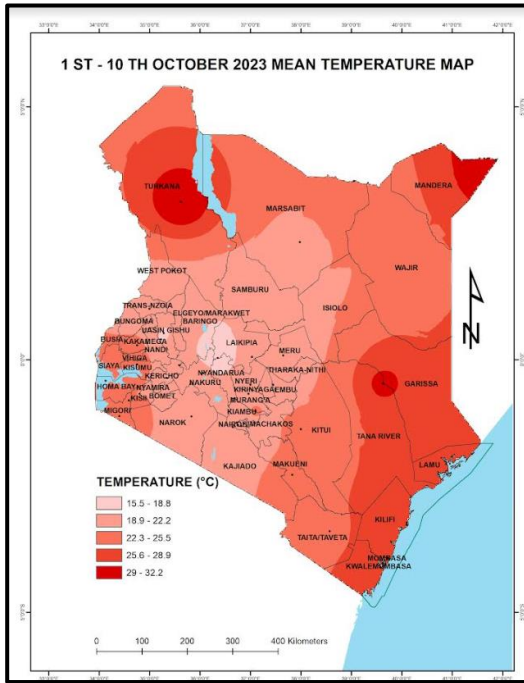 1 ST - 10 TH OCTOBER 2023 MEAN TEMPERATURE MAP
TURKANA
MANDERA
MARSABIT
WAJIR
WEST POKOT
SAMBURU
ISIOLO
TRANS-NZOIA
ELGEYO/MARAKWET
BUNGOMA
BARINGO
UASIN GISHU
BUSIA
KAKAMEGA
LAIKIPIA
NANDI
MERU
VIHIGA
SIAYA
KISUMU
NYANDARUA
THARAKA-NITHI
KERICHO
GARISSA
HOMA BAY
NYAMIRA
NAKURU
NYERI
KIRINYAGA
EMBU
KISII
BOMET
MURANG'A
MIGORI
KIAMBU
NAROK
MACHAKOS
KITUI
TANA RIVER
LAMU
KAJIADO
MAKUENI
KILIFI
TAITA/TAVETA
MOMBASA
KWALE
MOMBASA
N
TEMPERATURE (°C)
15.5 - 18.8
18.9 - 22.2
22.3 - 25.5
25.6 - 28.9
29 - 32.2
0 50 100 200 300 400 Kilometers